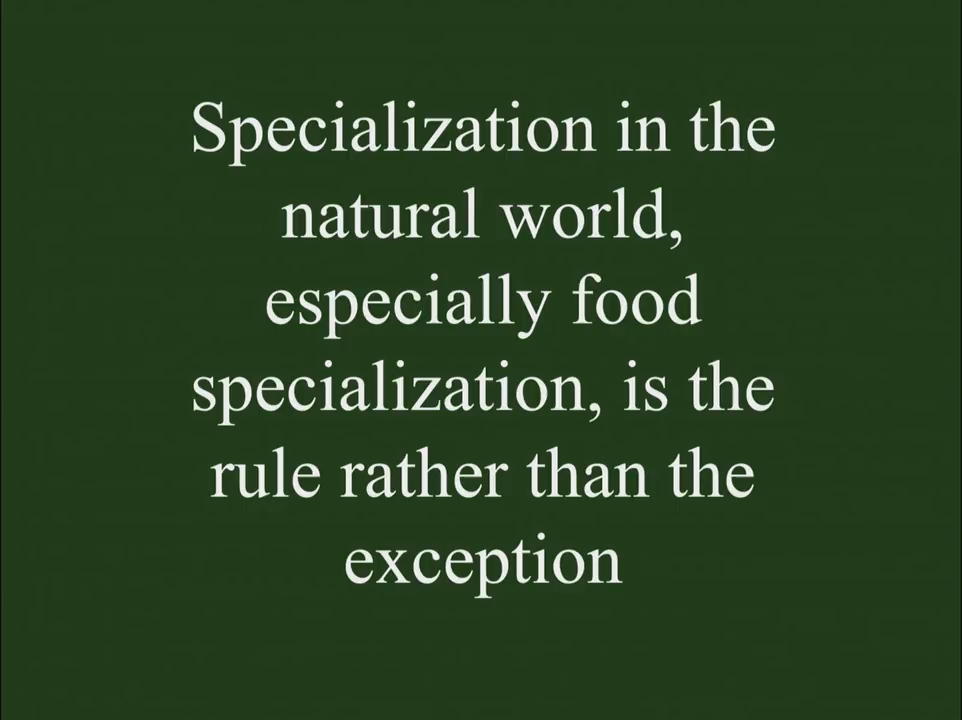 Specialization in the
natural world,
especially food
specialization, is the
rule rather than the
exception